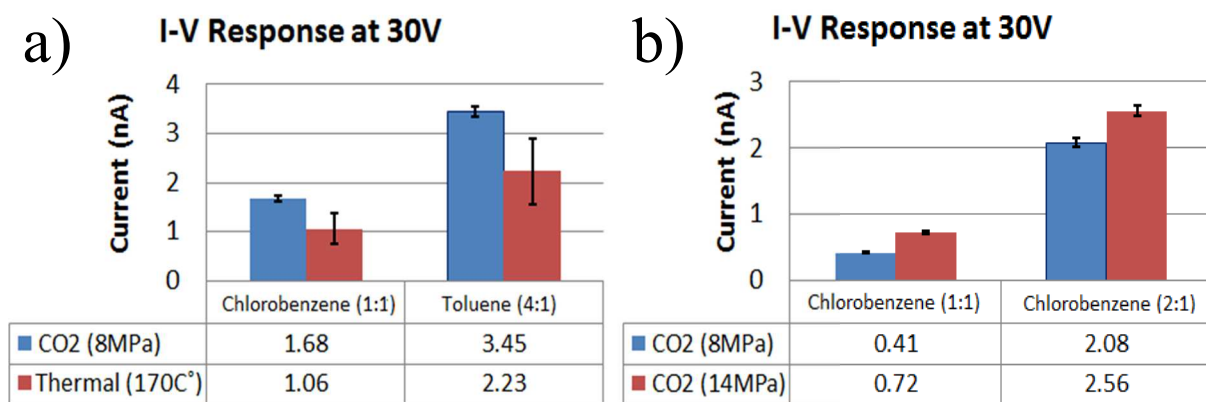 a)
I-V Response at 30V
Current (nA)
4
3
2
1
0
Chlorobenzene (1:1) Toluene (4:1)
CO2 (8MPa) 1.68 3.45
Thermal (170C˚) 1.06 2.23
b)
I-V Response at 30V
Current (nA)
3
2
1
0
Chlorobenzene (1:1) Chlorobenzene (2:1)
CO2 (8MPa) 0.41 2.08
CO2 (14MPa) 0.72 2.56